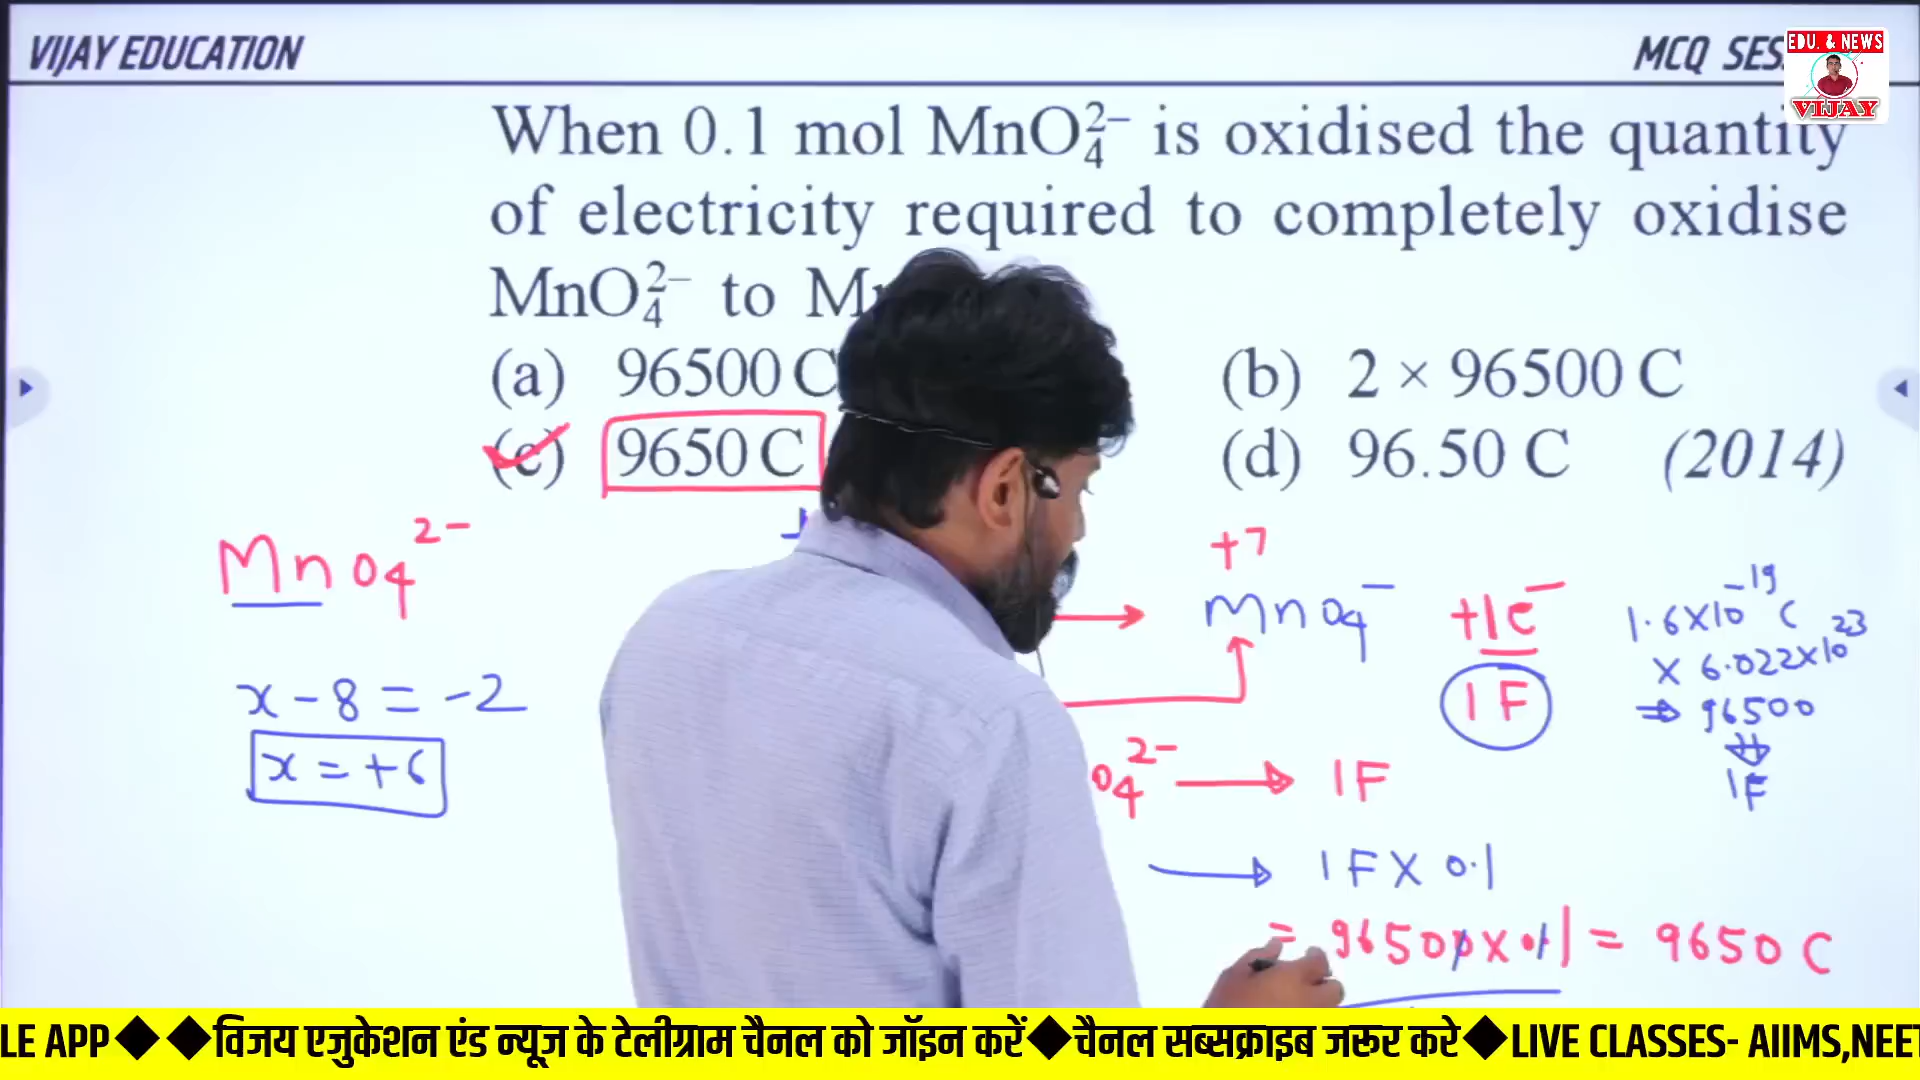 VIJAY EDUCATION
MCQ
EDU. & NEWS
VIJAY
When 0.1 mol MnO₄²⁻ is oxidised the quantity
of electricity required to completely oxidise
MnO₄²⁻ to
(a) 96500 C
(b) 2 × 96500 C
(c) 9650 C
(d) 96.50 C (2014)
MnO₄²⁻
x - 8 = -2
x = +6
+7
→ MnO₄⁻ +1e⁻
1F
1.6×10⁻¹⁹ C
× 6.022×10²³
⇒ 96500
⇓
1F
O₄²⁻ → 1F
→ 1F X 0.1
= 96500 X 0.1 = 9650 C
LE APP◆◆विजय एजुकेशन एंड न्यूज के टेलीग्राम चैनल को जॉइन करें◆चैनल सब्सक्राइब जरूर करे◆LIVE CLASSES- AIIMS,NEET